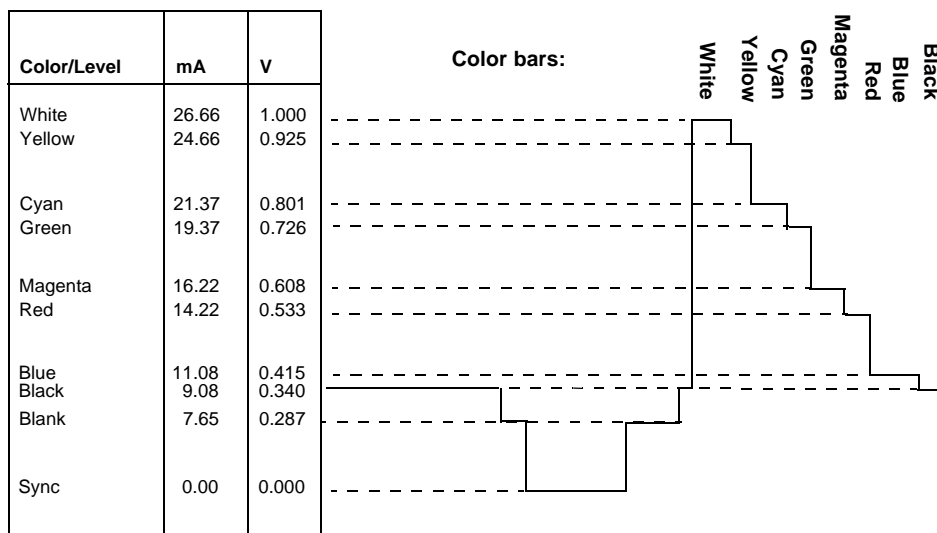 Color/Level mA V
White 26.66 1.000
Yellow 24.66 0.925
Cyan 21.37 0.801
Green 19.37 0.726
Magenta 16.22 0.608
Red 14.22 0.533
Blue 11.08 0.415
Black 9.08 0.340
Blank 7.65 0.287
Sync 0.00 0.000
Color bars:
White
Yellow
Cyan
Green
Magenta
Red
Blue
Black